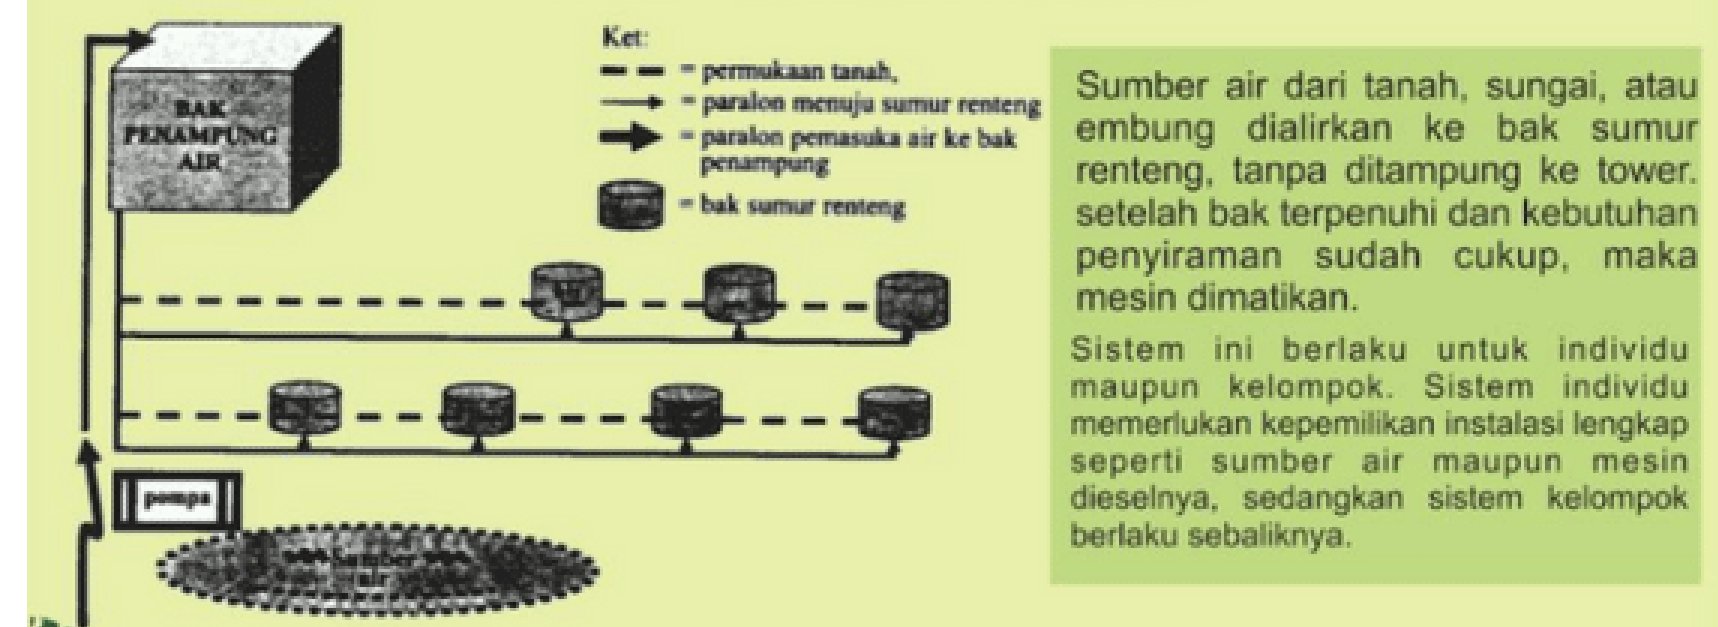 BAK
PENAMPUNG
AIR
Ket:
= permukaan tanah,
= paralon menuju sumur renteng
= paralon pemasuka air ke bak
penampung
= bak sumur renteng
pompa
Sumber
air
Sumber air dari tanah, sungai, atau
embung dialirkan ke bak sumur
renteng, tanpa ditampung ke tower.
setelah bak terpenuhi dan kebutuhan
penyiraman sudah cukup, maka
mesin dimatikan.
Sistem ini berlaku untuk individu
maupun kelompok. Sistem individu
memerlukan kepemilikan instalasi lengkap
seperti sumber air maupun mesin
dieselnya, sedangkan sistem kelompok
berlaku sebaliknya.